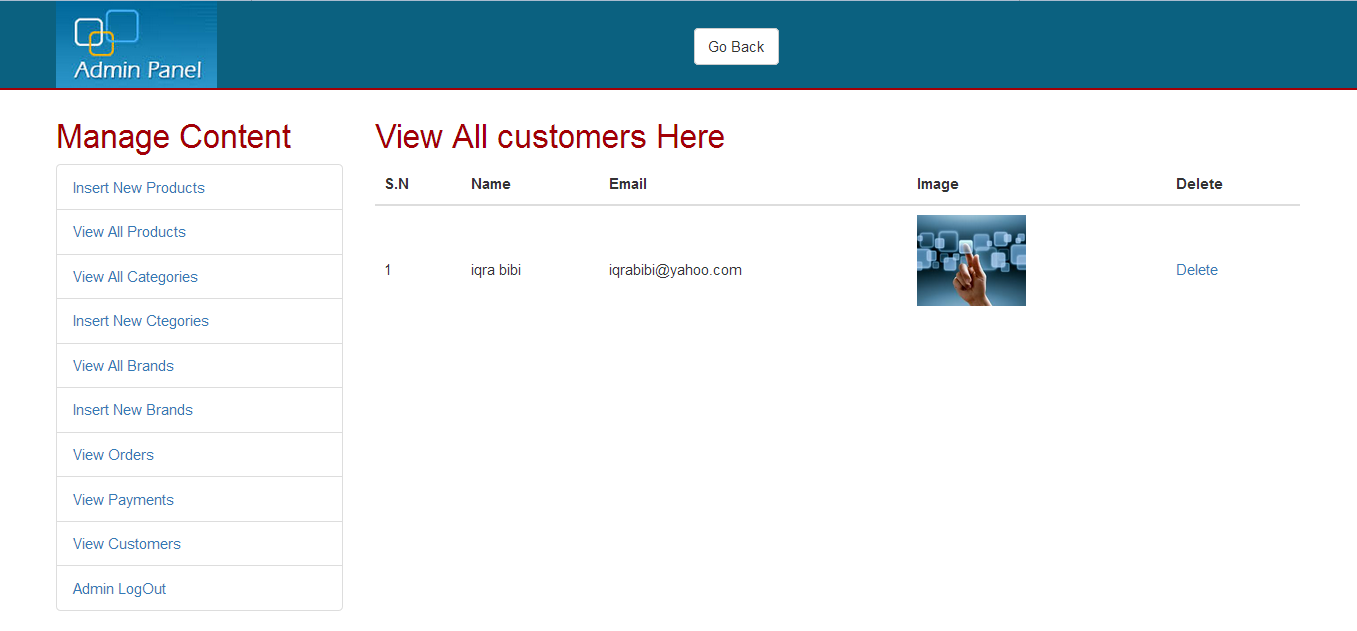 Admin Panel
Go Back
Manage Content
Insert New Products
View All Products
View All Categories
Insert New Ctegories
View All Brands
Insert New Brands
View Orders
View Payments
View Customers
Admin LogOut
View All customers Here
S.N Name Email Image Delete
1 iqra bibi iqrabibi@yahoo.com Delete